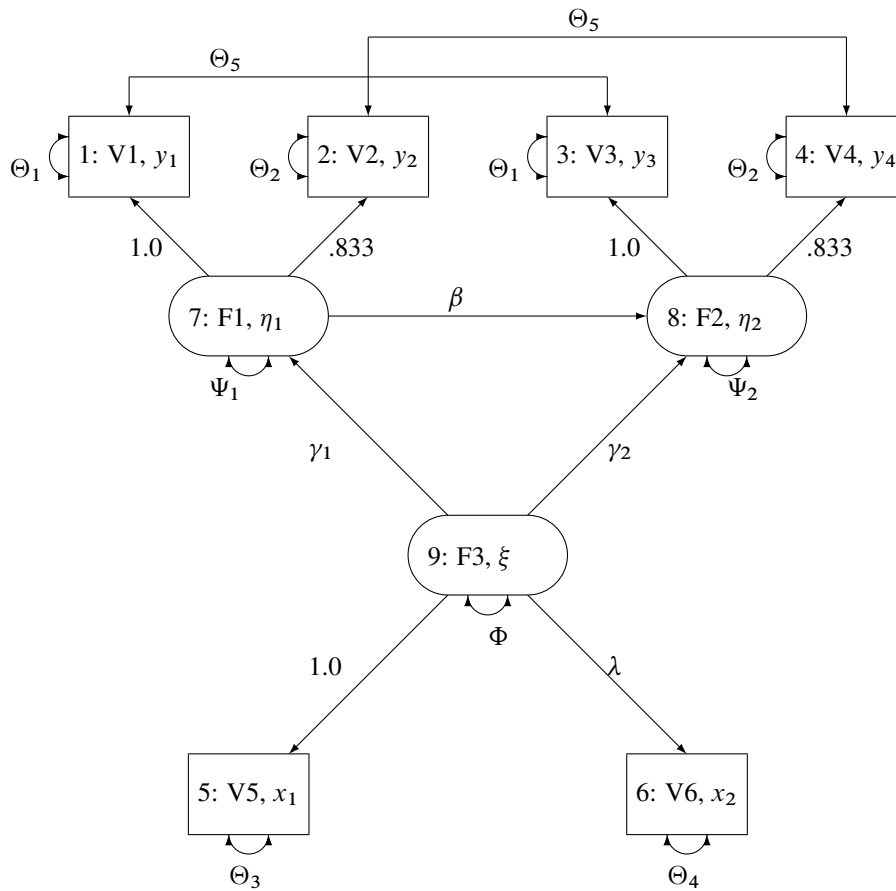 Θ₅
Θ₅
1: V1, y₁
2: V2, y₂
3: V3, y₃
4: V4, y₄
Θ₁
Θ₂
Θ₁
Θ₂
1.0
.833
1.0
.833
7: F1, η₁
β
8: F2, η₂
Ψ₁
Ψ₂
γ₁
γ₂
9: F3, ξ
Φ
1.0
λ
5: V5, x₁
6: V6, x₂
Θ₃
Θ₄